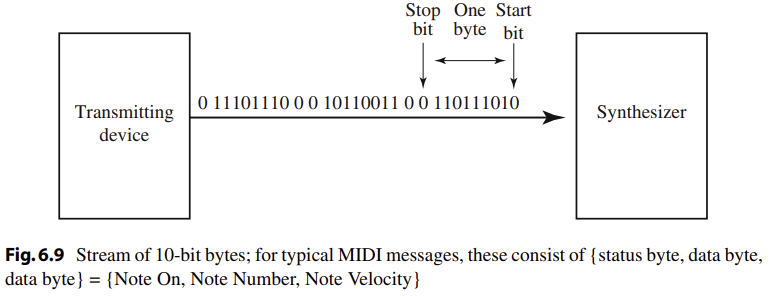 Stop One Start
bit byte bit
0 11101110 0 0 10110011 0 0 110111010
Transmitting
device
Synthesizer
Fig. 6.9 Stream of 10-bit bytes; for typical MIDI messages, these consist of {status byte, data byte,
data byte} = {Note On, Note Number, Note Velocity}